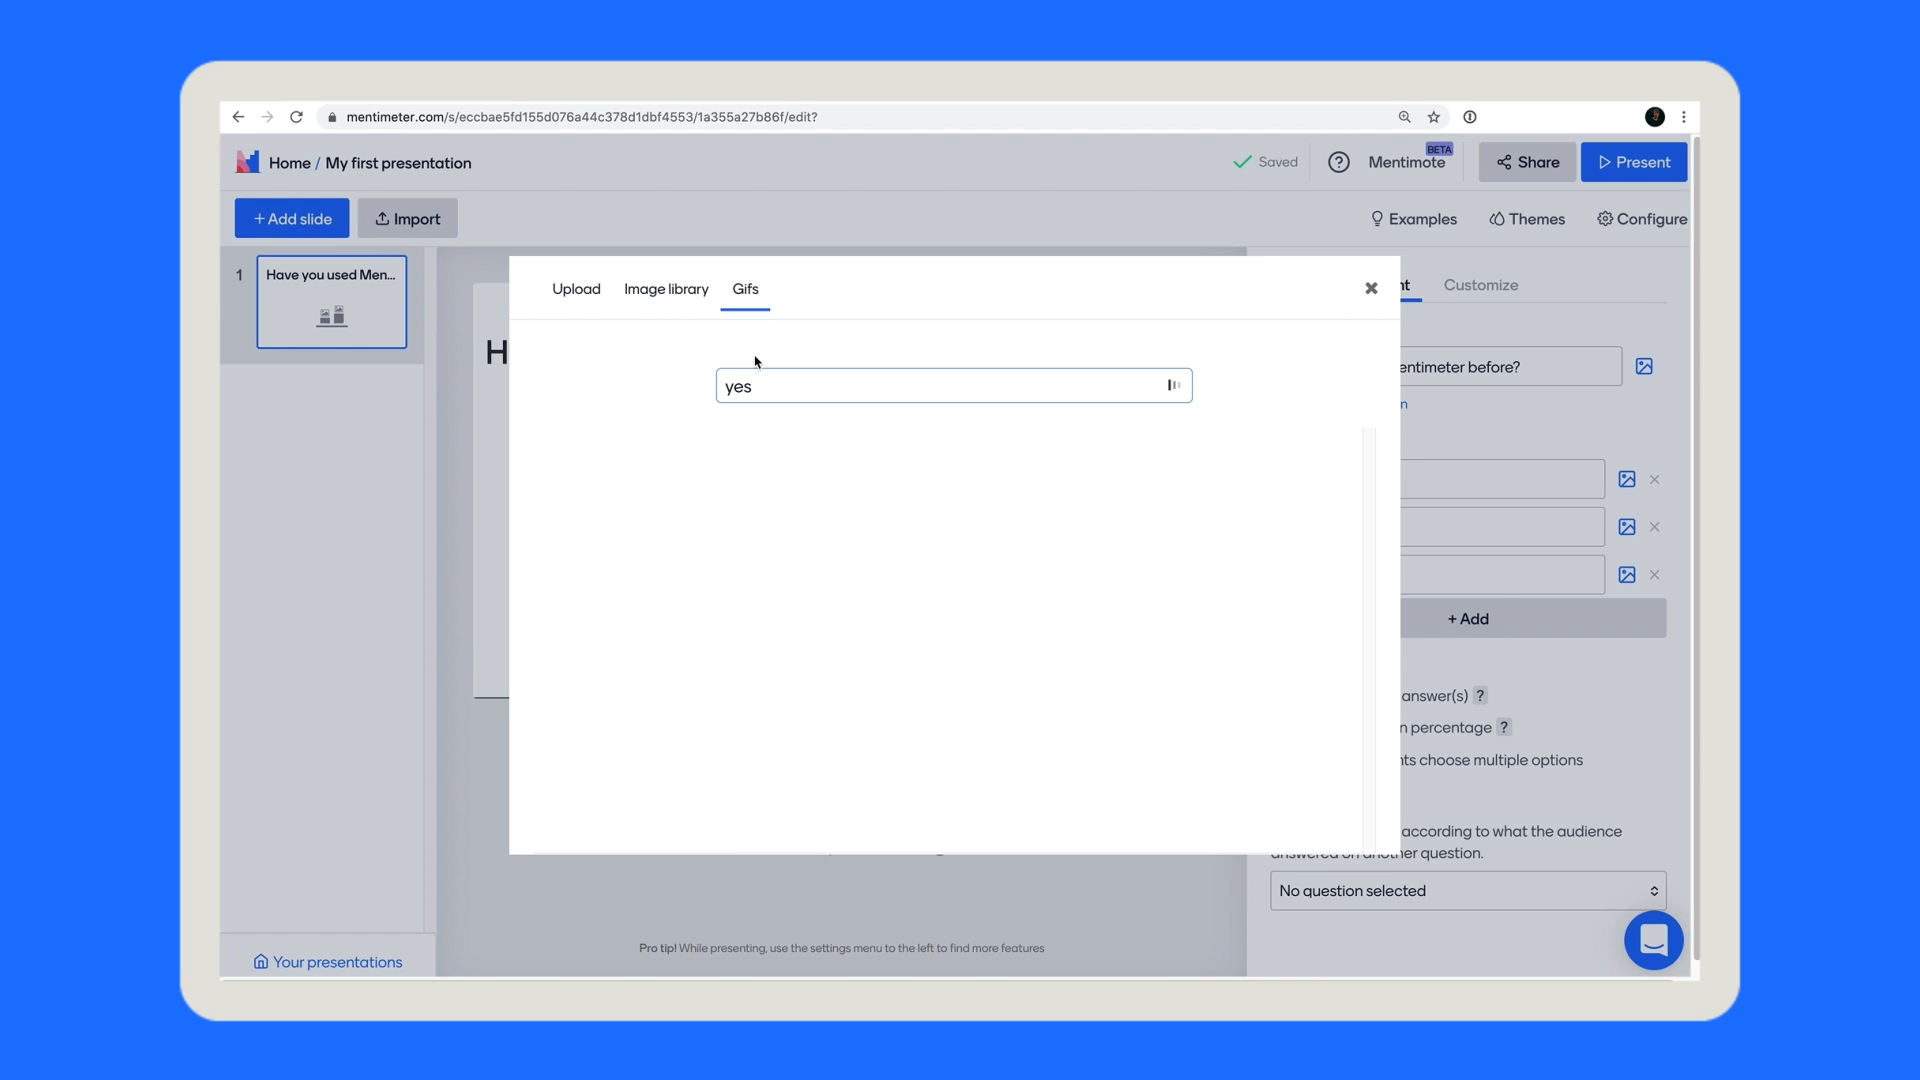 mentimeter.com/s/eccbae5fd155d076a44c378d1dbf4553/1a355a27b86f/edit?
Home / My first presentation
Saved
?
Mentimote
BETA
Share
Present
+ Add slide
Import
Examples
Themes
Configure
1
Have you used Men...
Upload
Image library
Gifs
Customize
H
yes
entimeter before?
+ Add
answer(s) ?
n percentage ?
nts choose multiple options
according to what the audience
answered on another question.
No question selected
Pro tip! While presenting, use the settings menu to the left to find more features
Your presentations